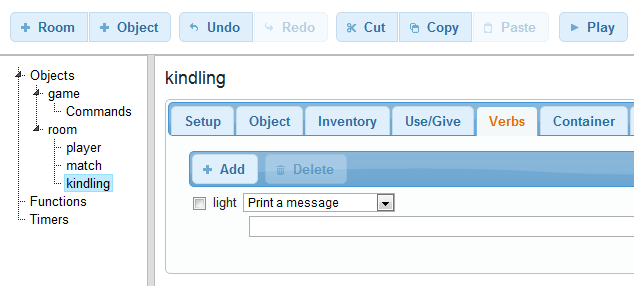 Room Object Undo Redo Cut Copy Paste Play
Objects
game
Commands
room
player
match
kindling
Functions
Timers
kindling
Setup Object Inventory Use/Give Verbs Container
Add Delete
light Print a message